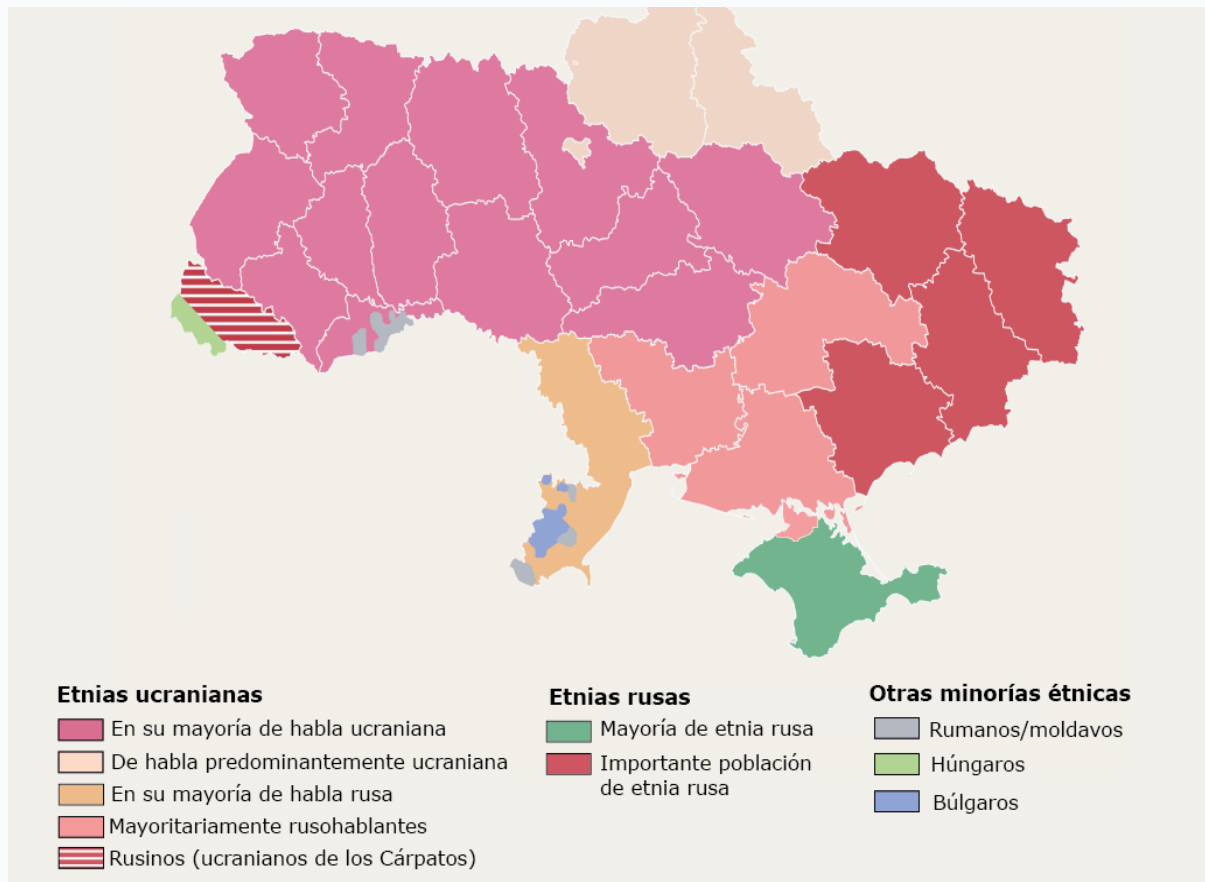 Etnias ucranianas
En su mayoría de habla ucraniana
De habla predominantemente ucraniana
En su mayoría de habla rusa
Mayoritariamente rusohablantes
Rusinos (ucranianos de los Cárpatos)
Etnias rusas
Mayoría de etnia rusa
Importante población
de etnia rusa
Otras minorías étnicas
Rumanos/moldavos
Húngaros
Búlgaros